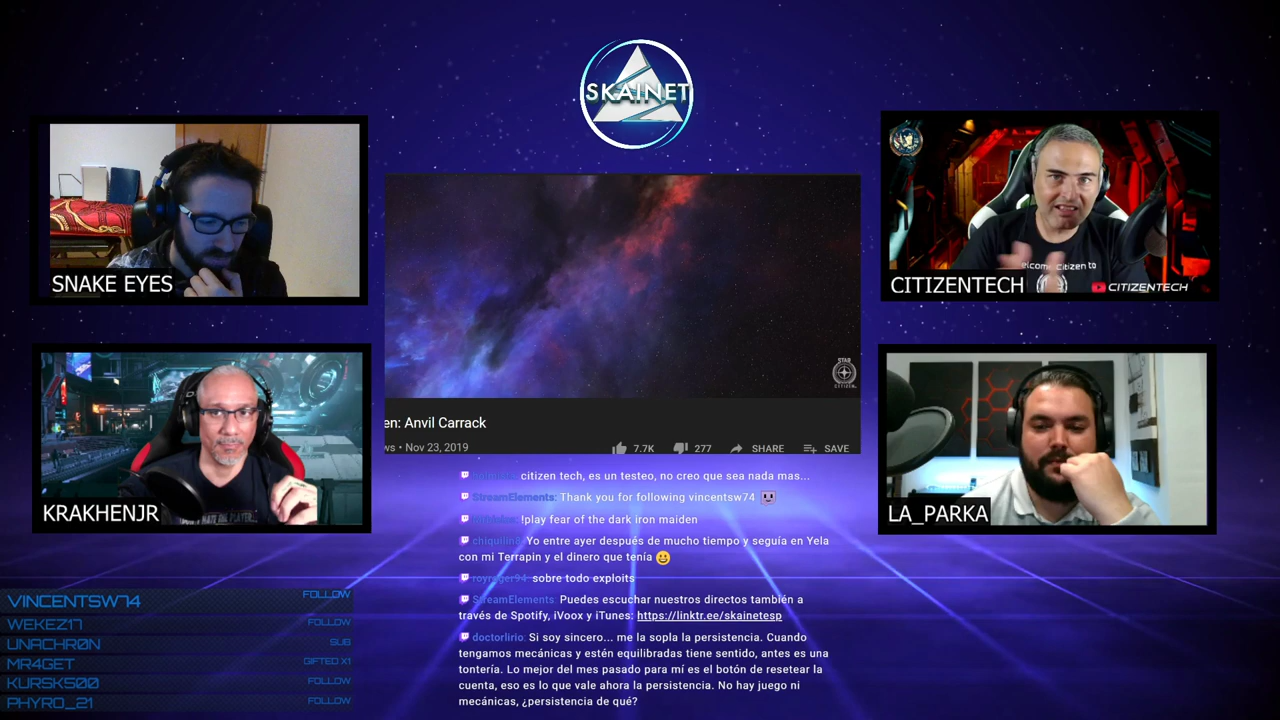 SKAINET
SNAKE EYES
elcome citizen to
CITIZENTECH
CITIZENTECH
STAR
CITIZEN
en: Anvil Carrack
ws • Nov 23, 2019
7.7K
277
SHARE
SAVE
KRAKHENJR
LA_PARKA
citizen tech, es un testeo, no creo que sea nada mas...
StreamElements: Thank you for following vincentsw74
!play fear of the dark iron maiden
Yo entre ayer después de mucho tiempo y seguía en Yela
con mi Terrapin y el dinero que tenía
sobre todo exploits
StreamElements: Puedes escuchar nuestros directos también a
través de Spotify, iVoox y iTunes: https://linktr.ee/skainetesp
doctorlirio: Si soy sincero... me la sopla la persistencia. Cuando
tengamos mecánicas y estén equilibradas tiene sentido, antes es una
tontería. Lo mejor del mes pasado para mí es el botón de resetear la
cuenta, eso es lo que vale ahora la persistencia. No hay juego ni
mecánicas, ¿persistencia de qué?
VINCENTSW74 FOLLOW
WEKEZ17 FOLLOW
UNACHR0N SUB
MR4GET GIFTED X1
KURSK500 FOLLOW
PHYRO_21 FOLLOW